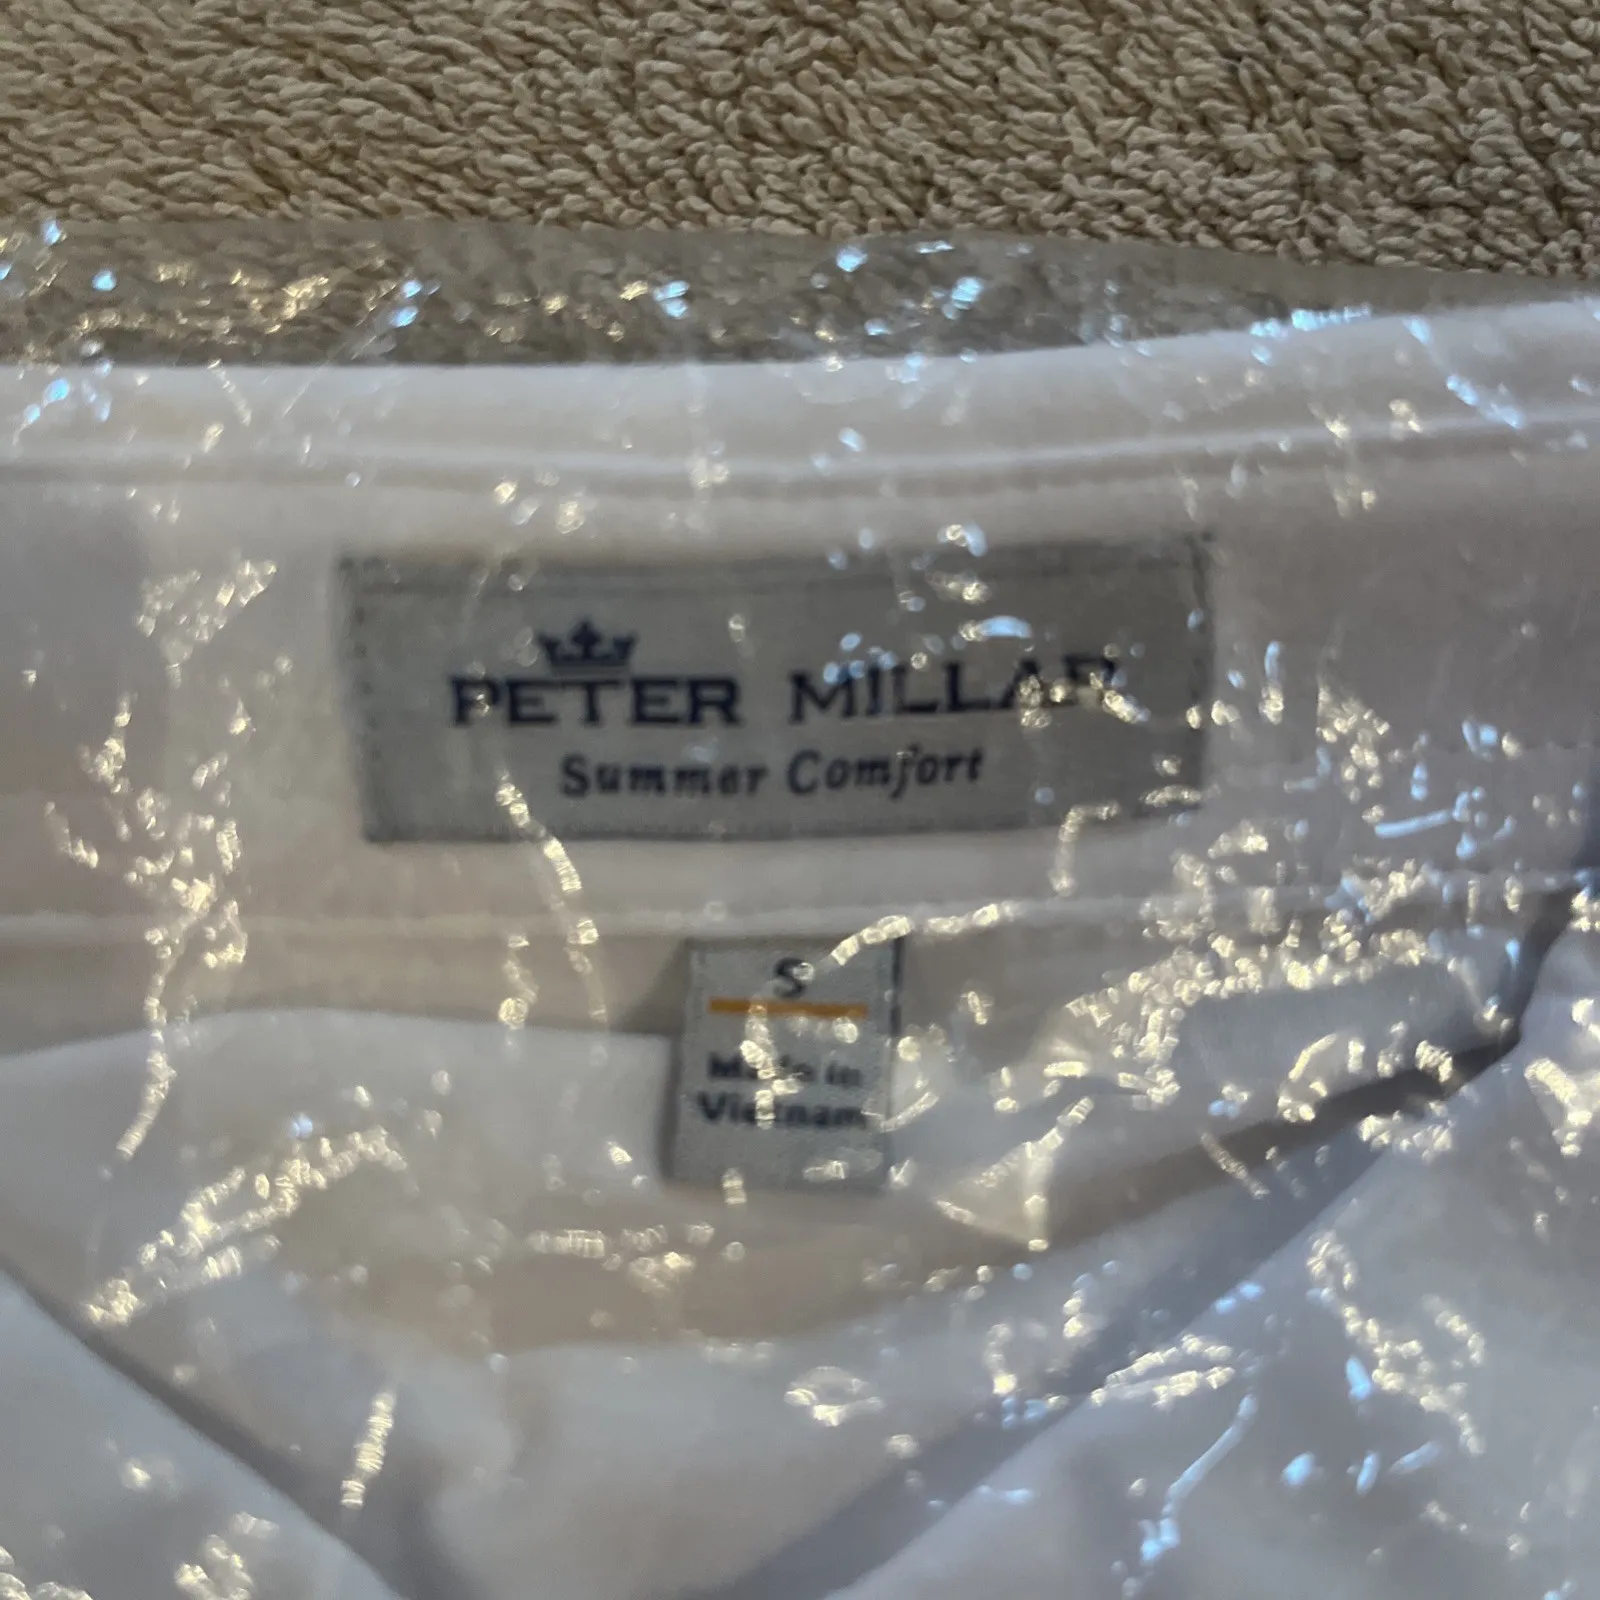 PETER MILLAR
Summer Comfort
S
Made in
Vietnam